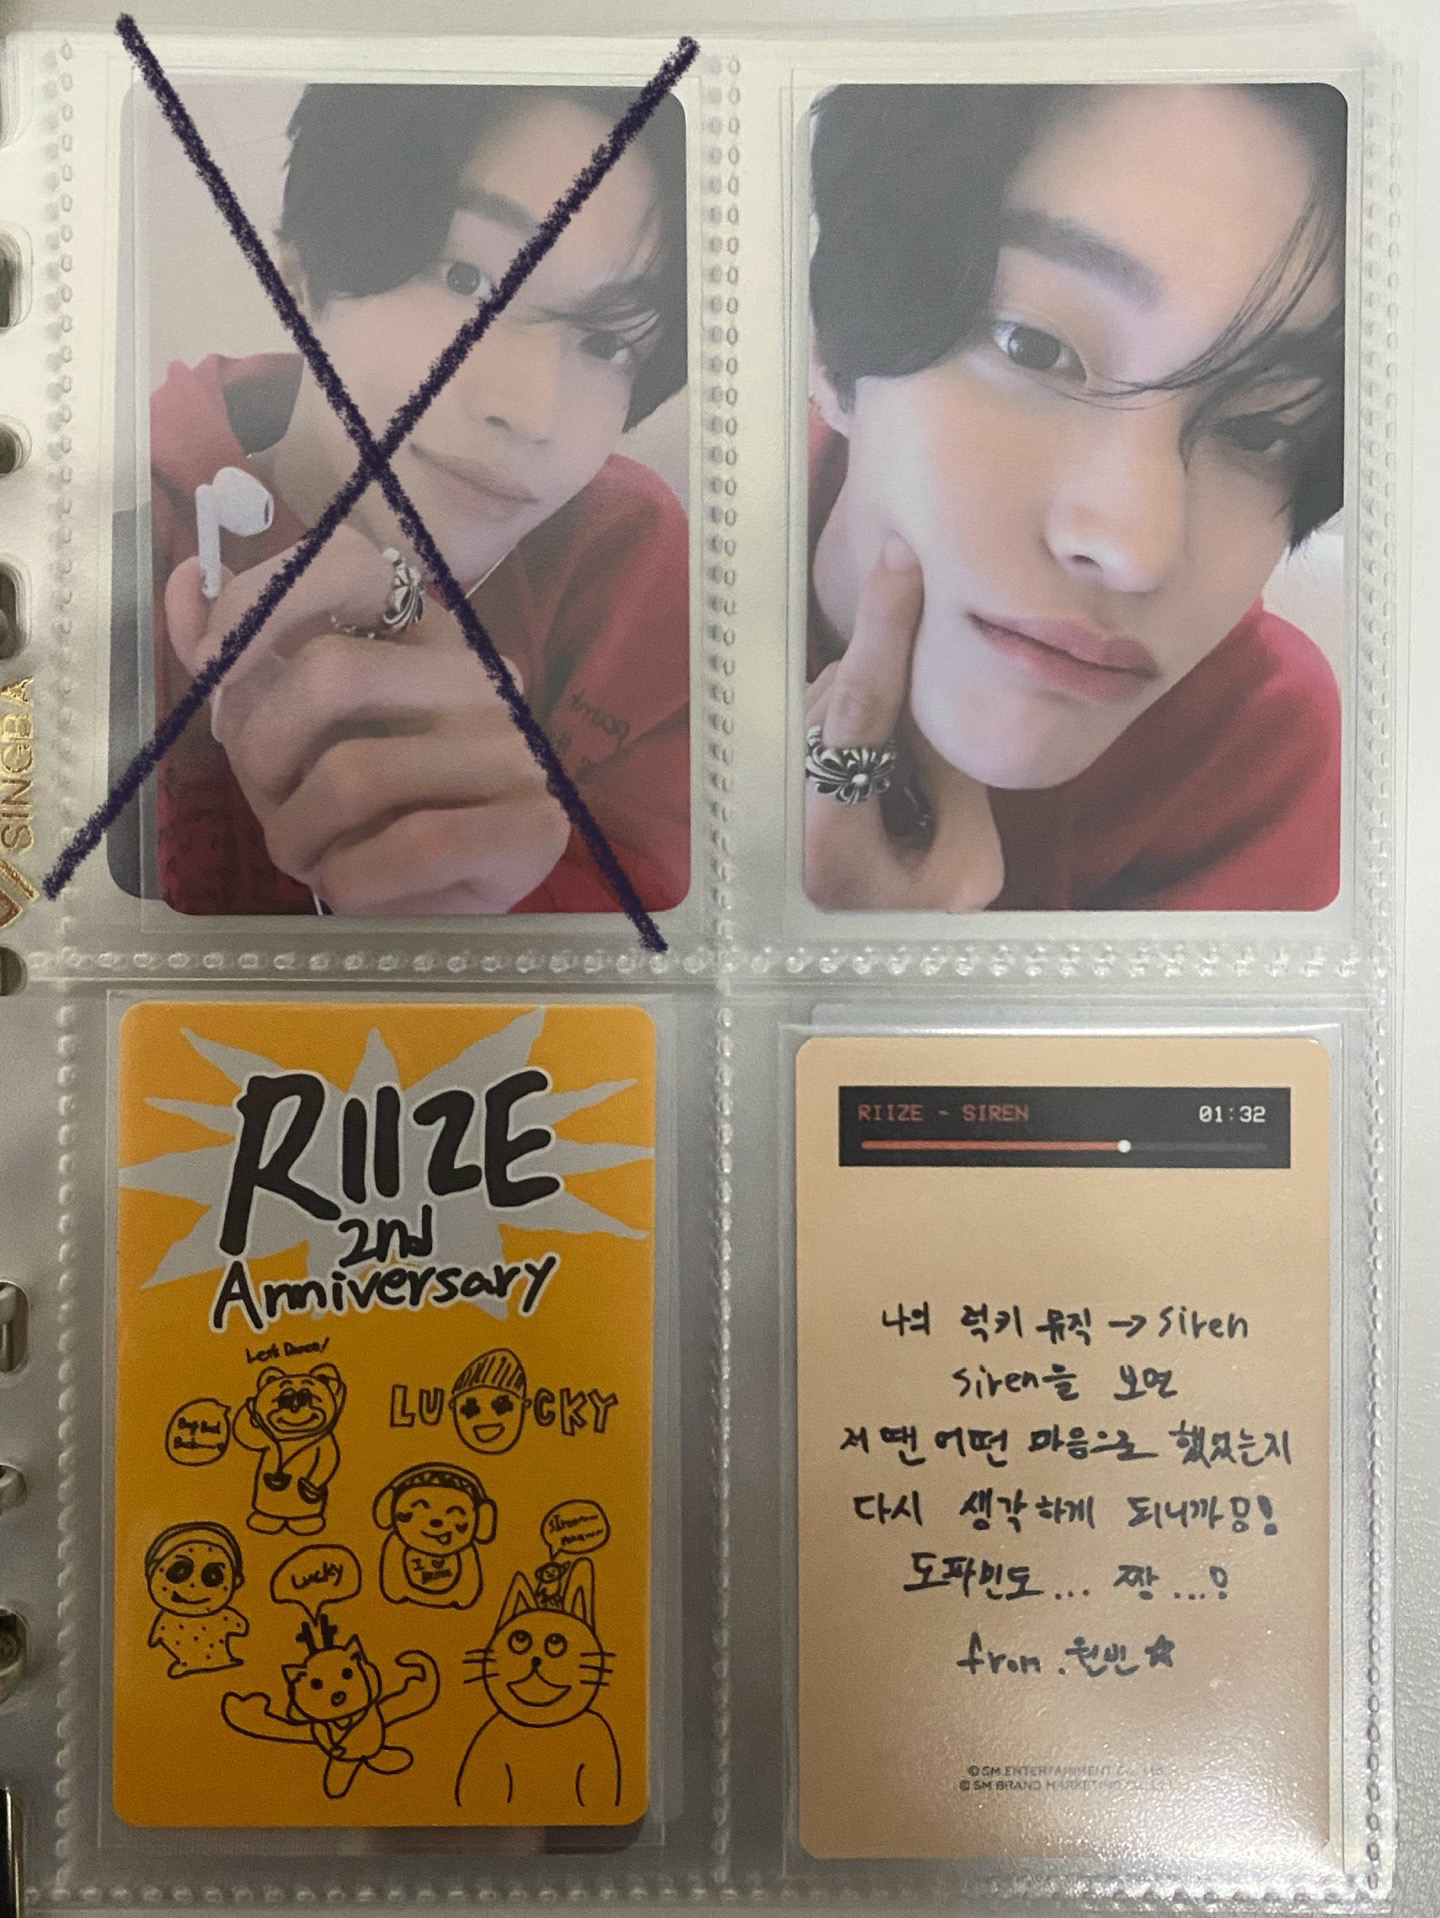 SINGBA
RIIZE
2nd
Anniversary
Let's Dance!
LUCKY
Lucky
I ♡
RIIZE - SIREN 01:32
나의 럭키 뮤직 → siren
siren을 보면
저 땐 어떤 마음으로 했었는지
다시 생각하게 되니까용!
도파민도... 짱...!
from. 원빈☆
© SM ENTERTAINMENT CO., LTD.
© SM BRAND MARKETING CO., LTD.